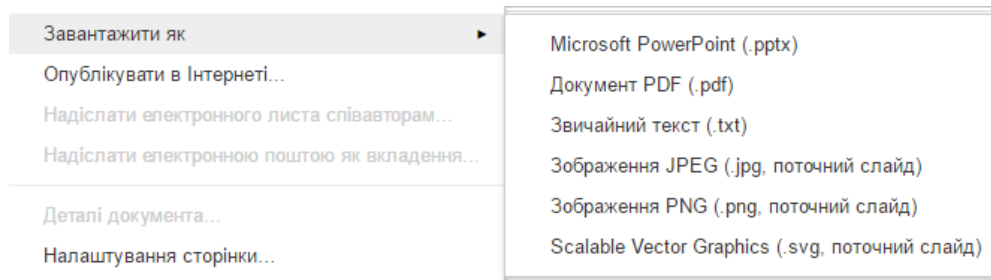 Завантажити як
Опублікувати в Інтернеті...
Надіслати електронного листа співавторам...
Надіслати електронною поштою як вкладення...
Деталі документа...
Налаштування сторінки...
Microsoft PowerPoint (.pptx)
Документ PDF (.pdf)
Звичайний текст (.txt)
Зображення JPEG (.jpg, поточний слайд)
Зображення PNG (.png, поточний слайд)
Scalable Vector Graphics (.svg, поточний слайд)